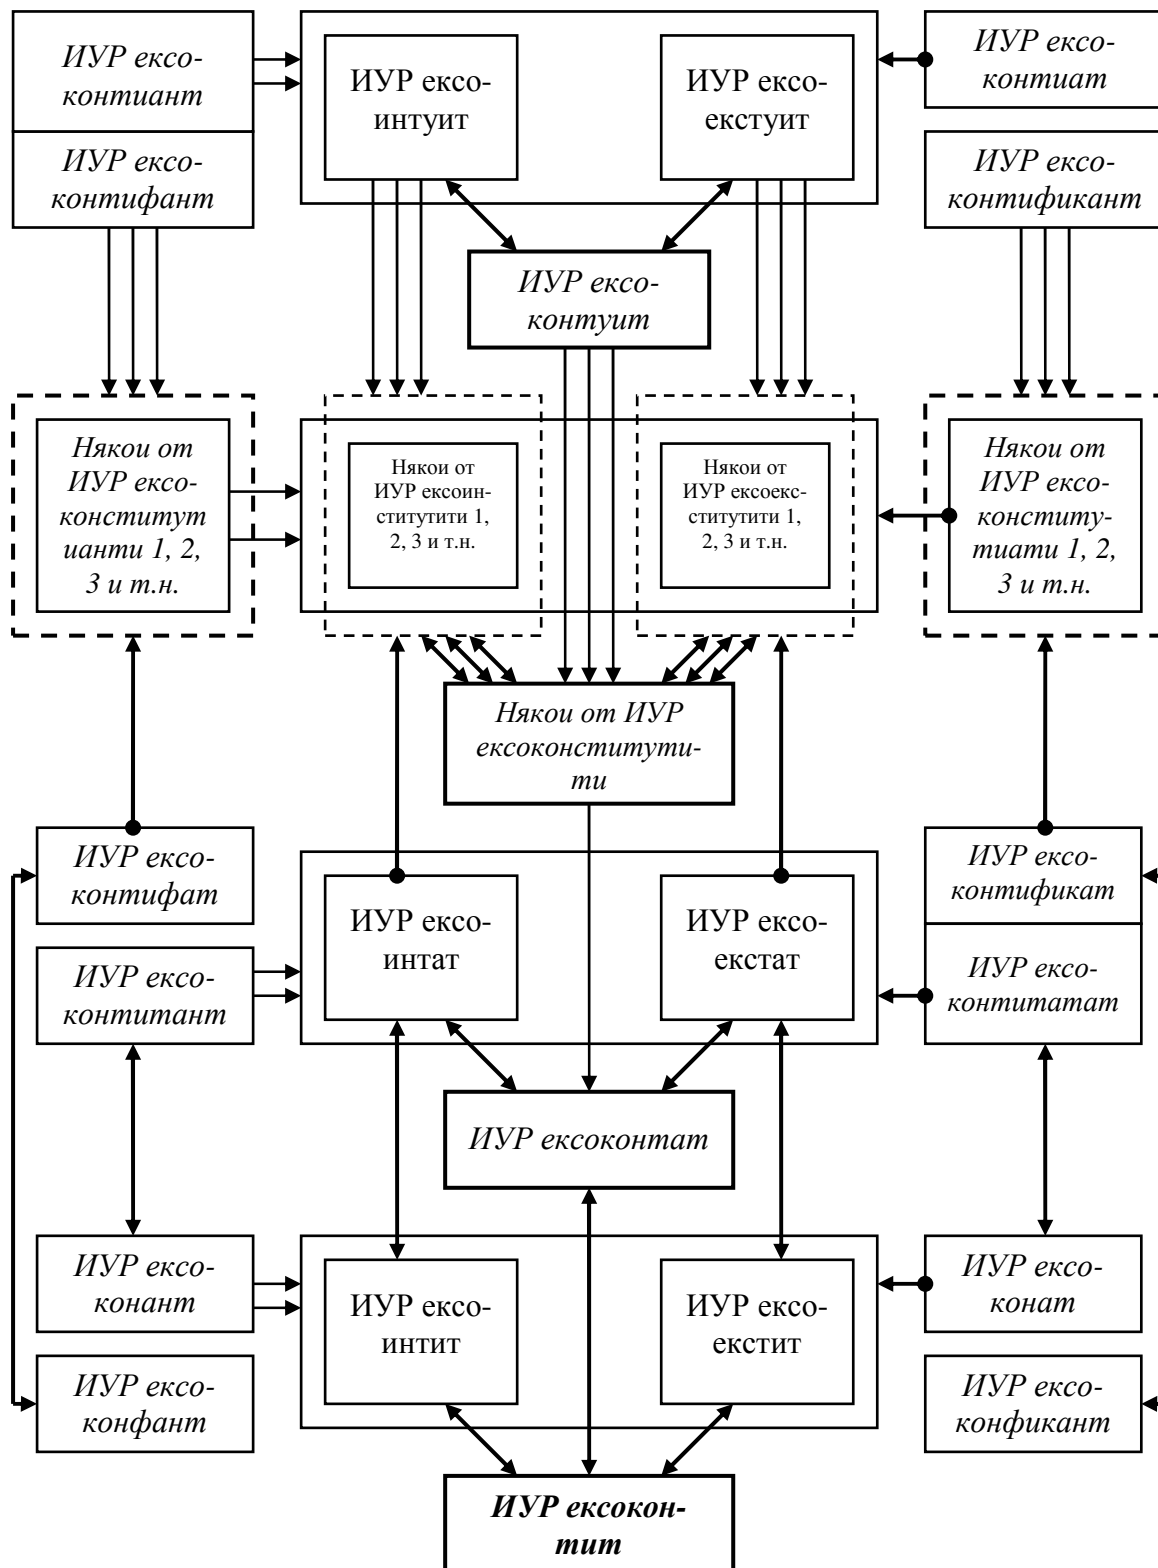 ИУР ексо-
контиант
ИУР ексо-
интуит
ИУР ексо-
екстуит
ИУР ексо-
контиат
ИУР ексо-
контифант
ИУР ексо-
контификант
ИУР ексо-
контуит
Някои от
ИУР ексо-
конститут
ианти 1, 2,
3 и т.н.
Някои от
ИУР ексоин-
ститутити 1,
2, 3 и т.н.
Някои от
ИУР ексоекс-
ститутити 1,
2, 3 и т.н.
Някои от
ИУР ексо-
конститу-
тиати 1, 2,
3 и т.н.
Някои от ИУР
ексоконститути-
ти
ИУР ексо-
контифат
ИУР ексо-
интат
ИУР ексо-
екстат
ИУР ексо-
контификат
ИУР ексо-
контитант
ИУР ексо-
контитатат
ИУР ексоконтат
ИУР ексо-
конант
ИУР ексо-
интит
ИУР ексо-
екстит
ИУР ексо-
конат
ИУР ексо-
конфант
ИУР ексо-
конфикант
ИУР ексокон-
тит